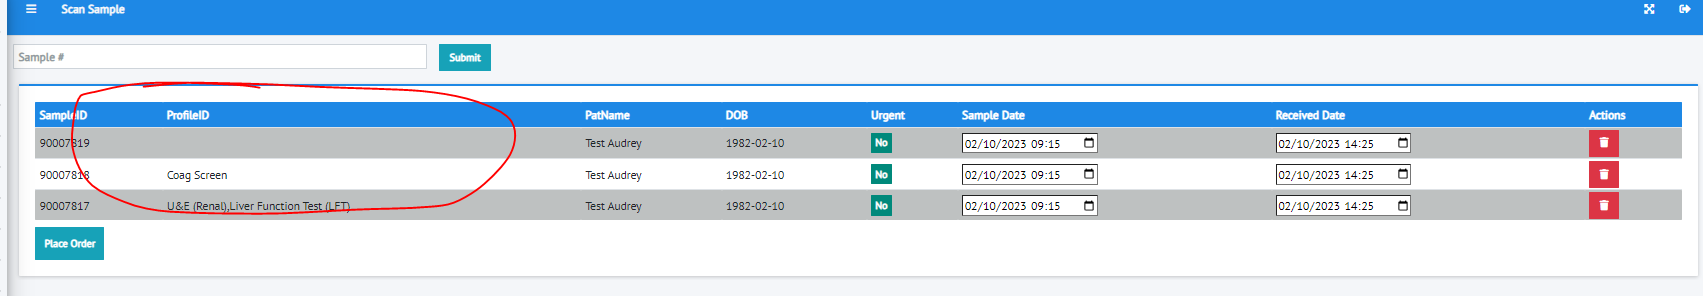 Scan Sample
Sample #
Submit
SampleID ProfileID PatName DOB Urgent Sample Date Received Date Actions
90007819 Test Audrey 1982-02-10 No 02/10/2023 09:15 02/10/2023 14:25
90007818 Coag Screen Test Audrey 1982-02-10 No 02/10/2023 09:15 02/10/2023 14:25
90007817 U&E (Renal),Liver Function Test (LFT) Test Audrey 1982-02-10 No 02/10/2023 09:15 02/10/2023 14:25
Place Order